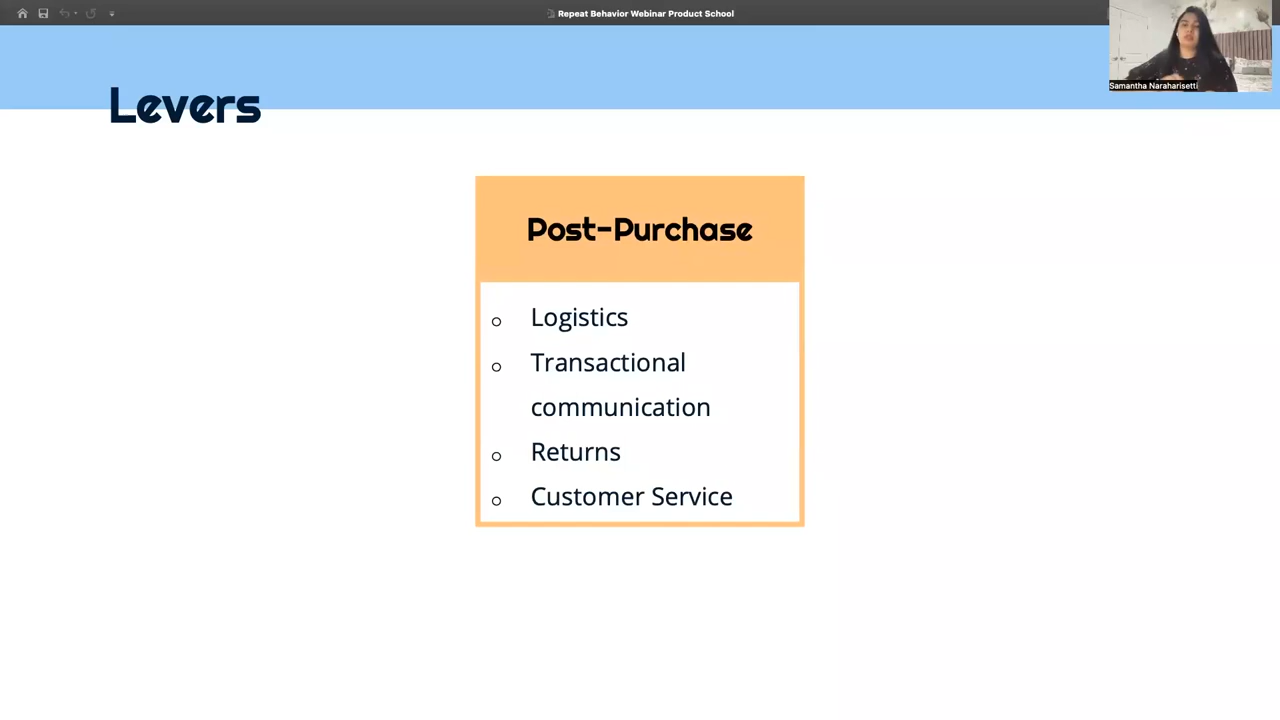 Repeat Behavior Webinar Product School
Samantha Naraharisetti
Levers
Post-Purchase
Logistics
Transactional
communication
Returns
Customer Service